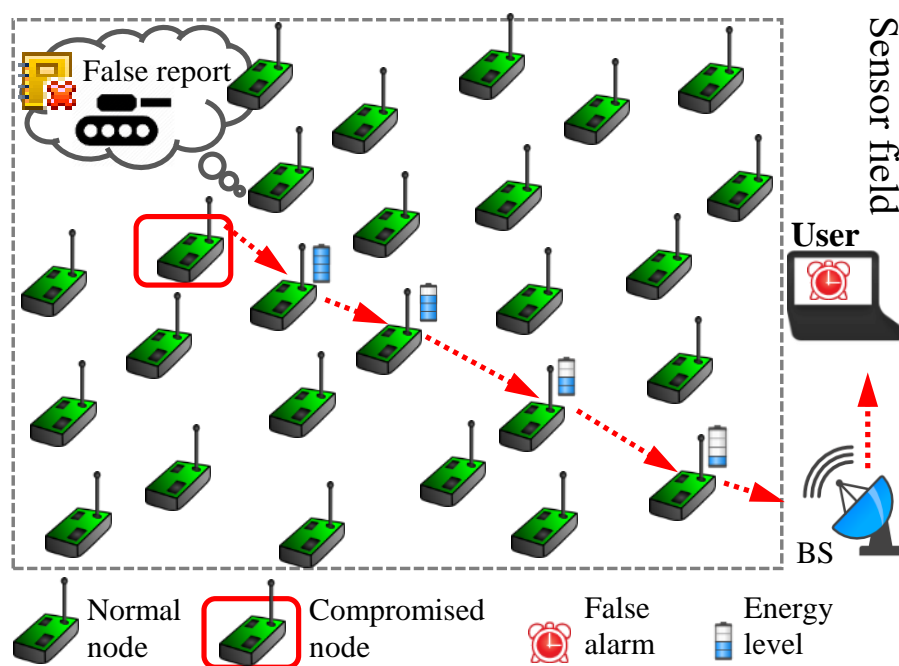 False report
Sensor field
User
BS
Normal
node
Compromised
node
False
alarm
Energy
level